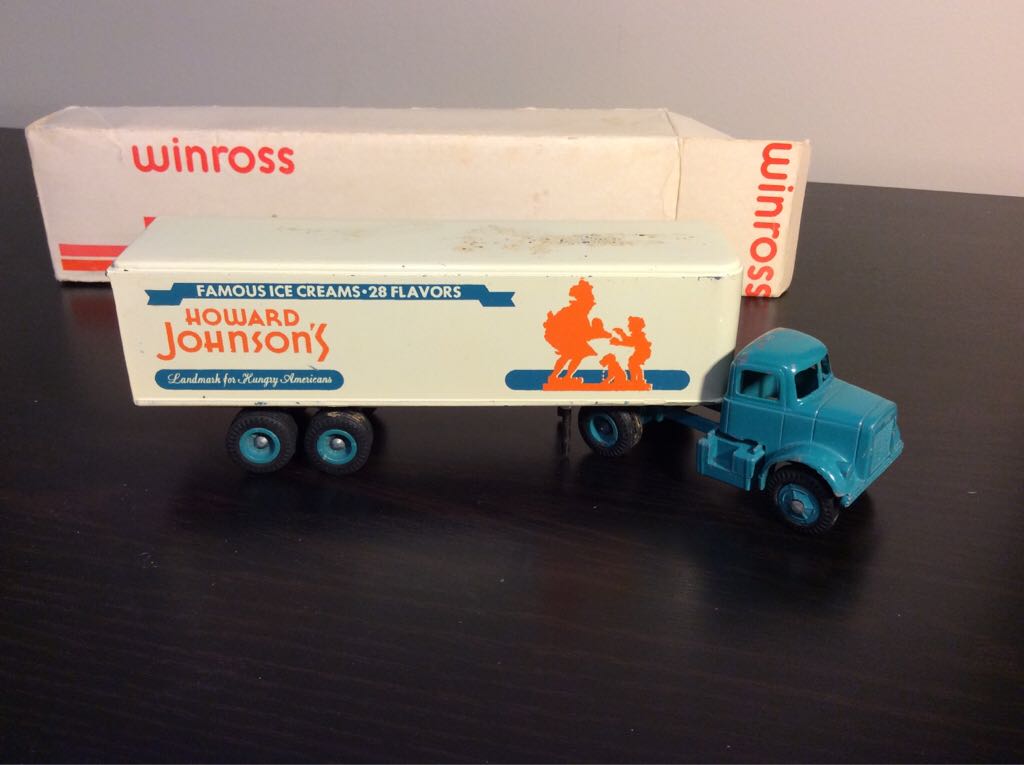 winross
winross
FAMOUS ICE CREAMS•28 FLAVORS
HOWARD
JOHNSON'S
Landmark for Hungry Americans